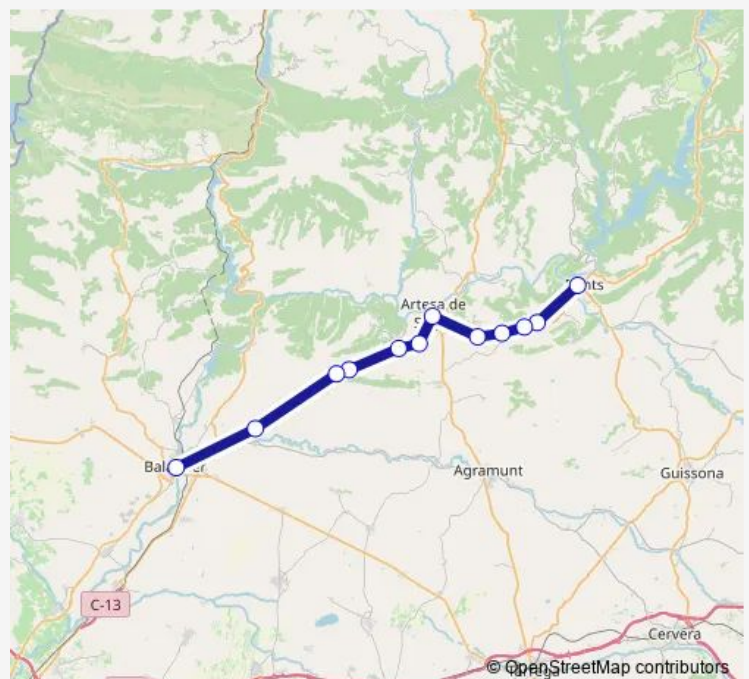 Artesa de
Agramunt
Guissona
C-13
Cervera
© OpenStreetMap contributors